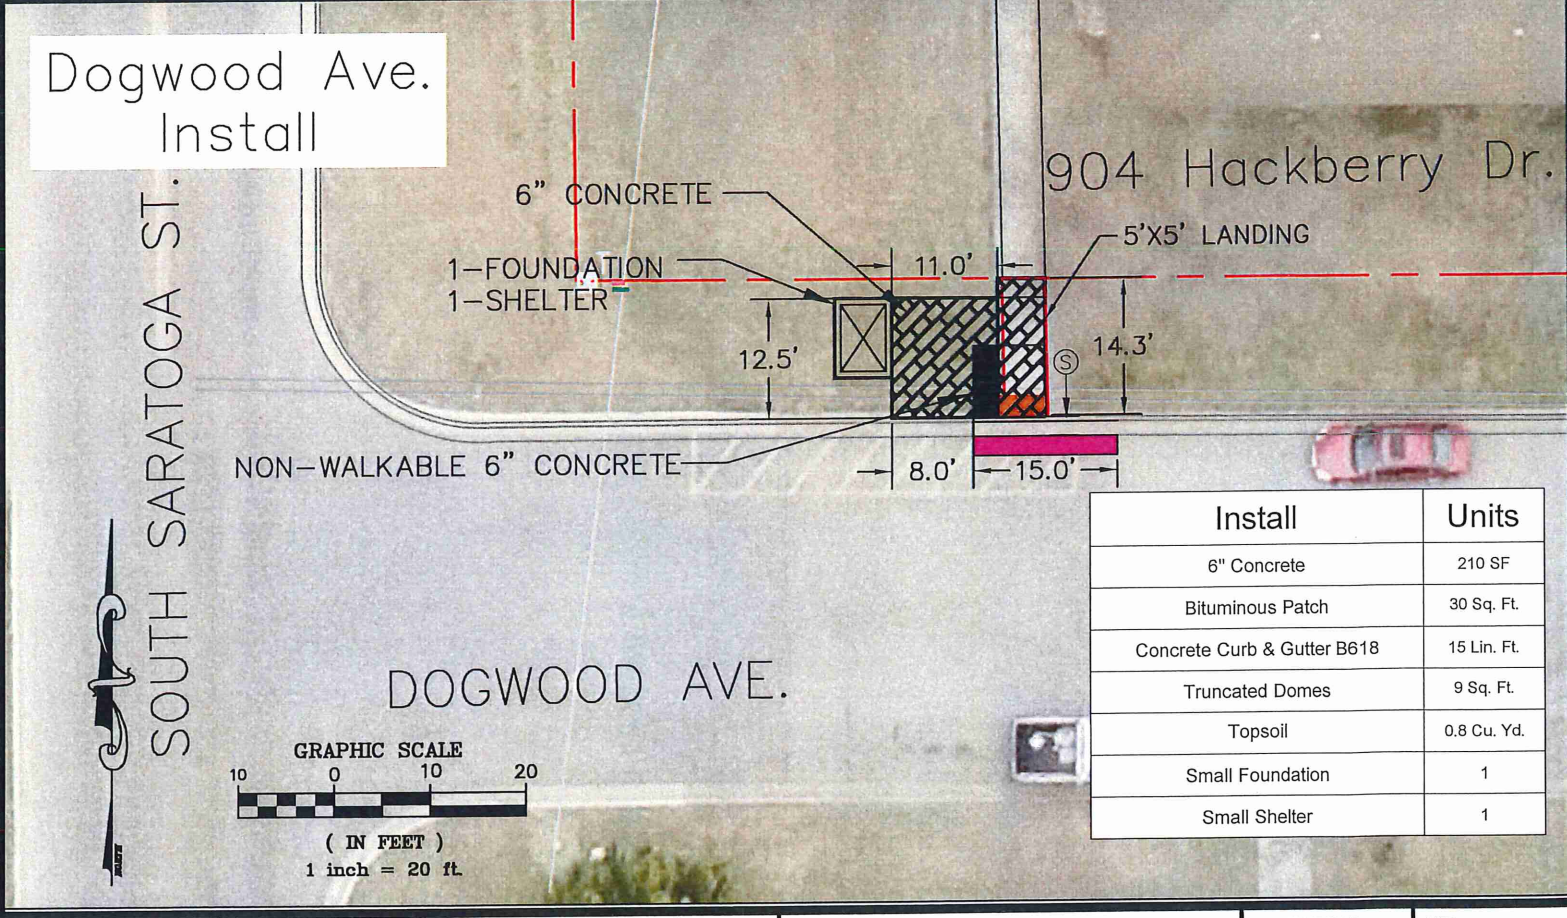 Dogwood Ave.
Install
SOUTH SARATOGA ST.
904 Hackberry Dr.
6" CONCRETE
5'X5' LANDING
1-FOUNDATION
1-SHELTER
11.0'
12.5'
14.3'
S
NON-WALKABLE 6" CONCRETE
8.0'
15.0'
DOGWOOD AVE.
Install Units
6" Concrete 210 SF
Bituminous Patch 30 Sq. Ft.
Concrete Curb & Gutter B618 15 Lin. Ft.
Truncated Domes 9 Sq. Ft.
Topsoil 0.8 Cu. Yd.
Small Foundation 1
Small Shelter 1
GRAPHIC SCALE
10 0 10 20
( IN FEET )
1 inch = 20 ft.